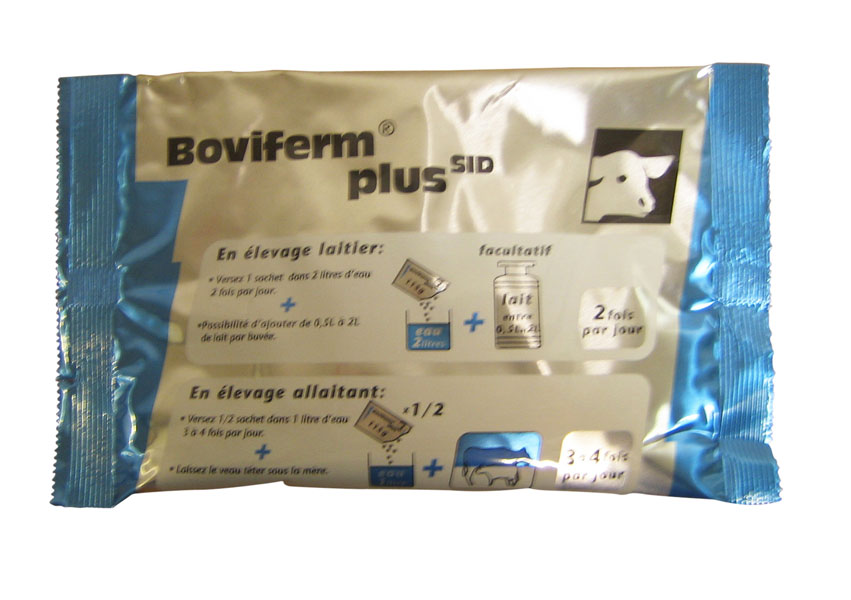 Boviferm®
plus SID
En élevage laitier:
• Versez 1 sachet dans 2 litres d'eau
2 fois par jour.
+
•Possibilité d'ajouter de 0,5L à 2L
de lait par buvée.
eau
2 litres
+
facultatif
lait
entre
0,5L à 2L
2 fois
par jour
En élevage allaitant:
• Versez 1/2 sachet dans 1 litre d'eau
3 à 4 fois par jour.
+
• Laissez le veau téter sous la mère.
x1/2
eau
+
3 à 4 fois
par jour